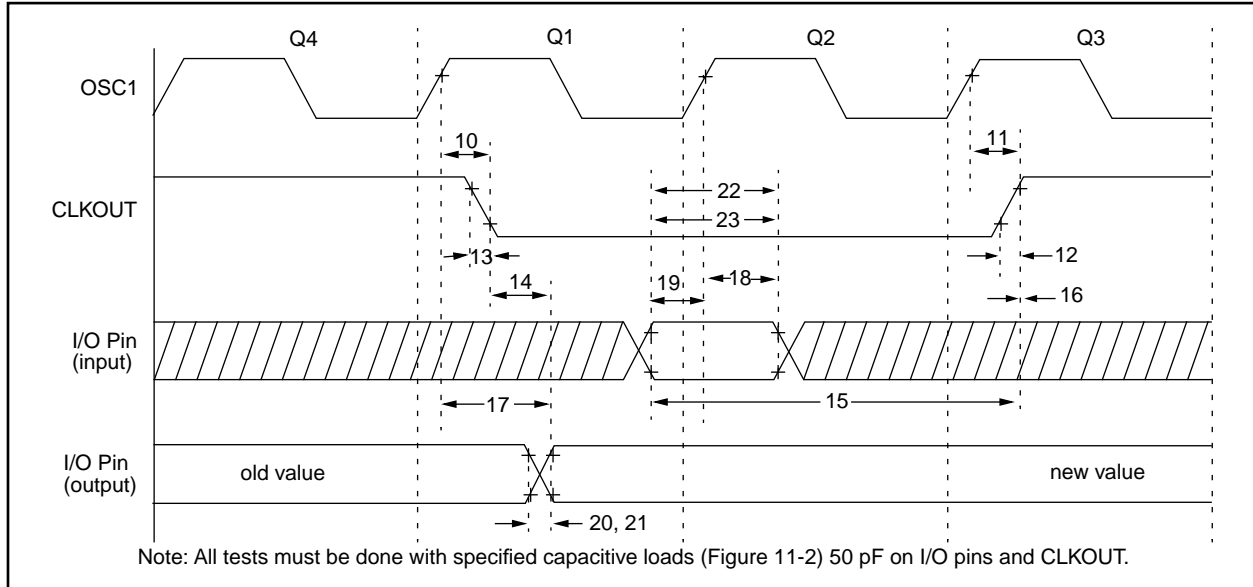 Q4 Q1 Q2 Q3
OSC1
10 11
22
CLKOUT
23
13 12
14 19 18
16
I/O Pin
(input)
17 15
I/O Pin
(output)
old value new value
20, 21
Note: All tests must be done with specified capacitive loads (Figure 11-2) 50 pF on I/O pins and CLKOUT.